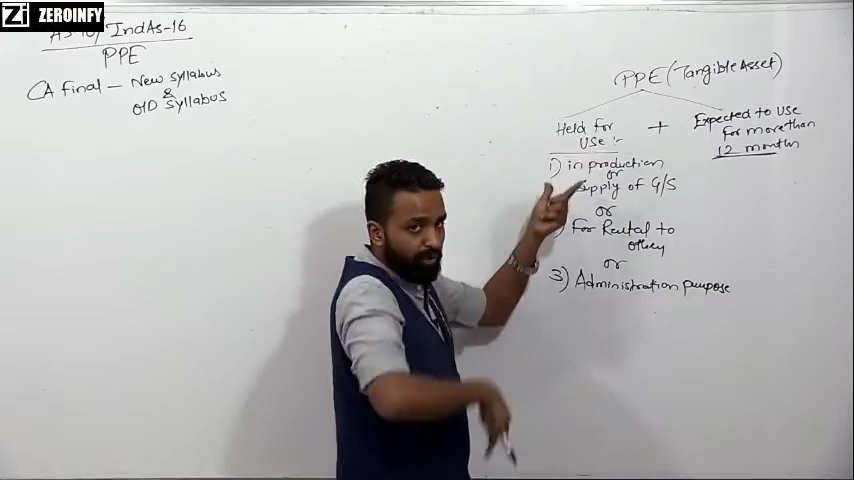 Zi ZEROINFY
AS-10/IndAs-16
PPE
CA final - New syllabus
&
OLD syllabus
PPE (Tangible Asset)
Held for
Use :-
+
Expected to Use
for more than
12 months
1) in production
or
supply of G/S
or
) For Rental to
other
or
3) Administration purpose